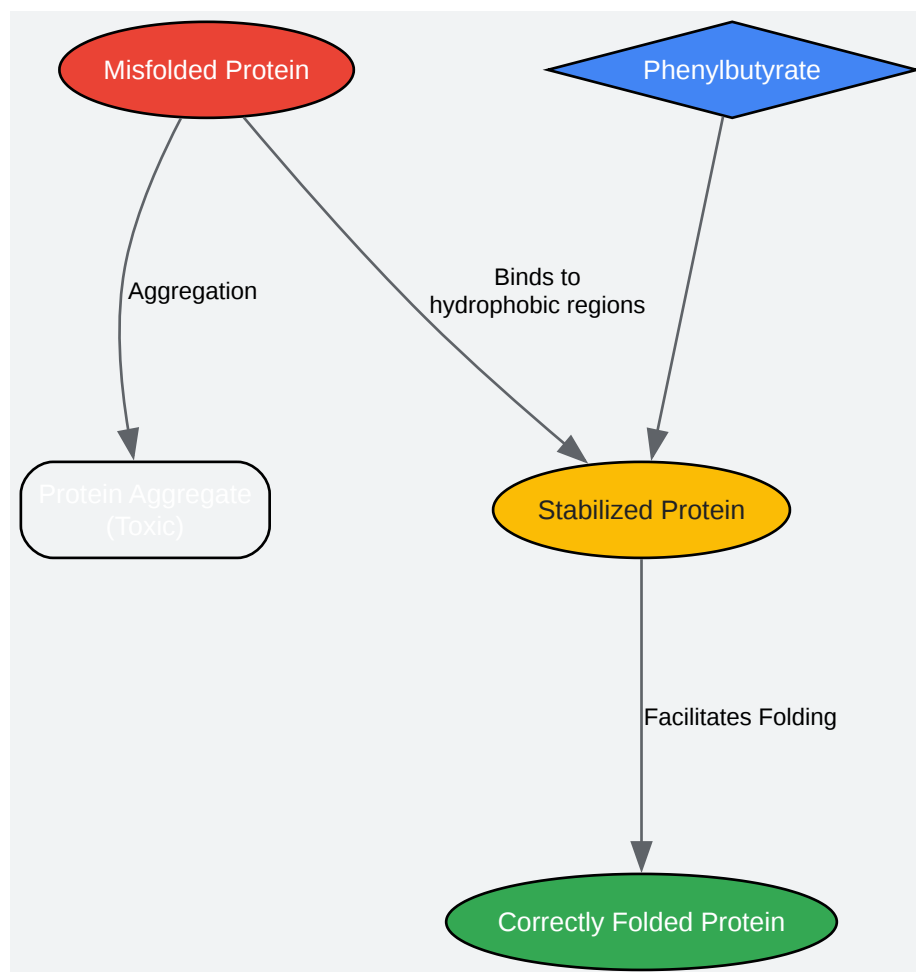 Misfolded Protein
Phenylbutyrate
Aggregation
Binds to
hydrophobic regions
Protein Aggregate
(Toxic)
Stabilized Protein
Facilitates Folding
Correctly Folded Protein